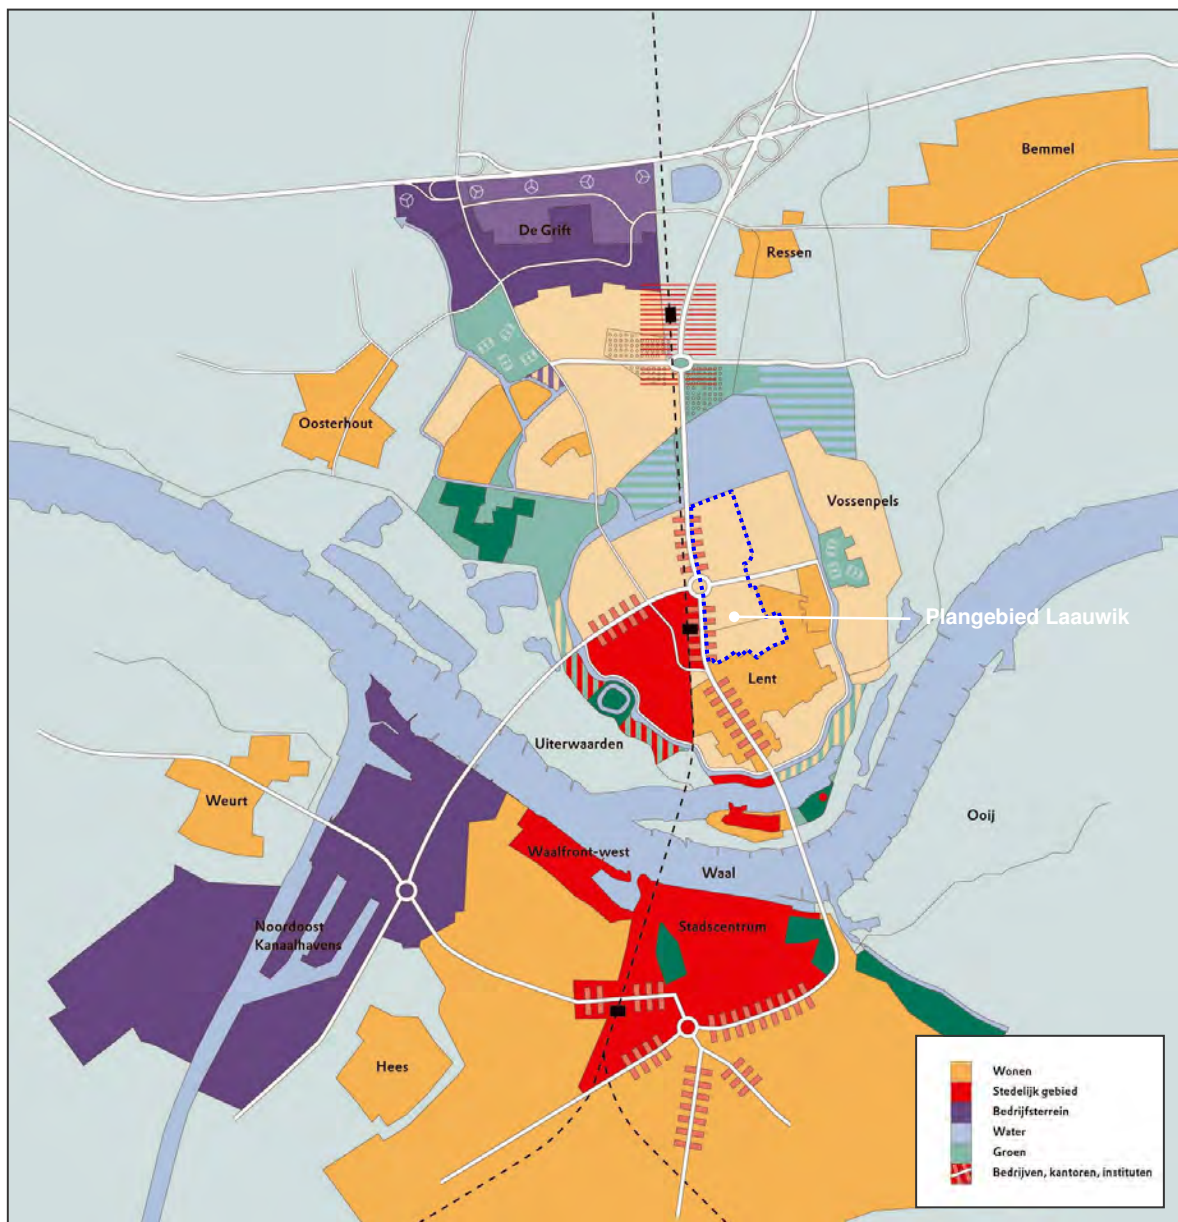 Bemmel
De Grift
Ressen
Oosterhout
Vossenpels
Plangebied Laauwik
Lent
Uiterwaarden
Weurt
Ooij
Waalfront-west
Waal
Noordoost
Kanaalhavens
Stadscentrum
Hees
Wonen
Stedelijk gebied
Bedrijfsterrein
Water
Groen
Bedrijven, kantoren, instituten